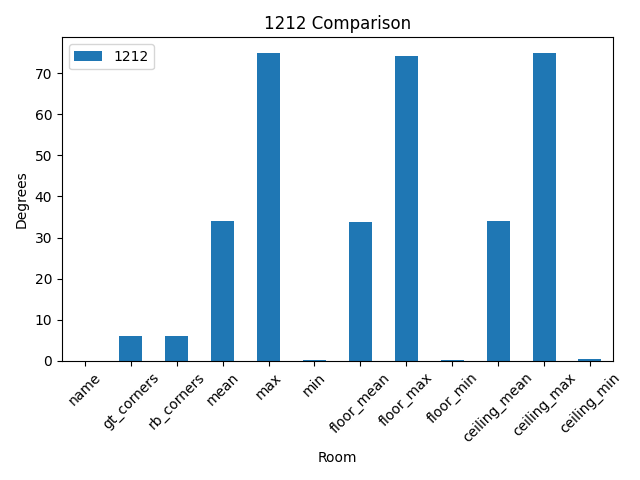 1212 Comparison
1212
Degrees
70
60
50
40
30
20
10
0
name
gt_corners
rb_corners
mean
max
min
floor_mean
floor_max
floor_min
ceiling_mean
ceiling_max
ceiling_min
Room